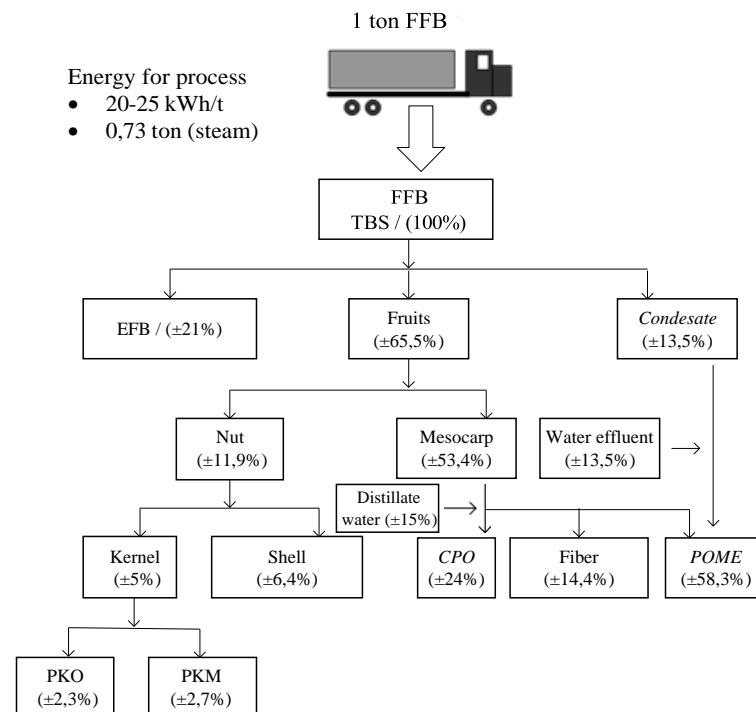 1 ton FFB
Energy for process
• 20-25 kWh/t
• 0,73 ton (steam)
FFB
TBS / (100%)
EFB / (±21%)
Fruits
(±65,5%)
Condesate
(±13,5%)
Nut
(±11,9%)
Mesocarp
(±53,4%)
Water effluent
(±13,5%)
Distillate
water (±15%)
Kernel
(±5%)
Shell
(±6,4%)
CPO
(±24%)
Fiber
(±14,4%)
POME
(±58,3%)
PKO
(±2,3%)
PKM
(±2,7%)